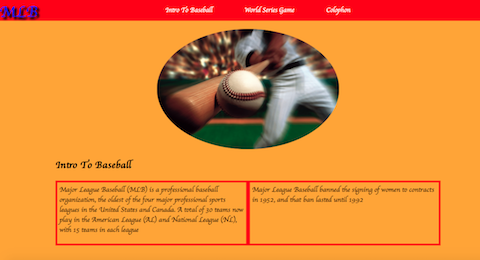 MLB
Intro To Baseball World Series Game Colophon
Intro To Baseball
Major League Baseball (MLB) is a professional baseball
organization, the oldest of the four major professional sports
leagues in the United States and Canada. A total of 30 teams now
play in the American League (AL) and National League (NL),
with 15 teams in each league
Major League Baseball banned the signing of women to contracts
in 1952, and that ban lasted until 1992